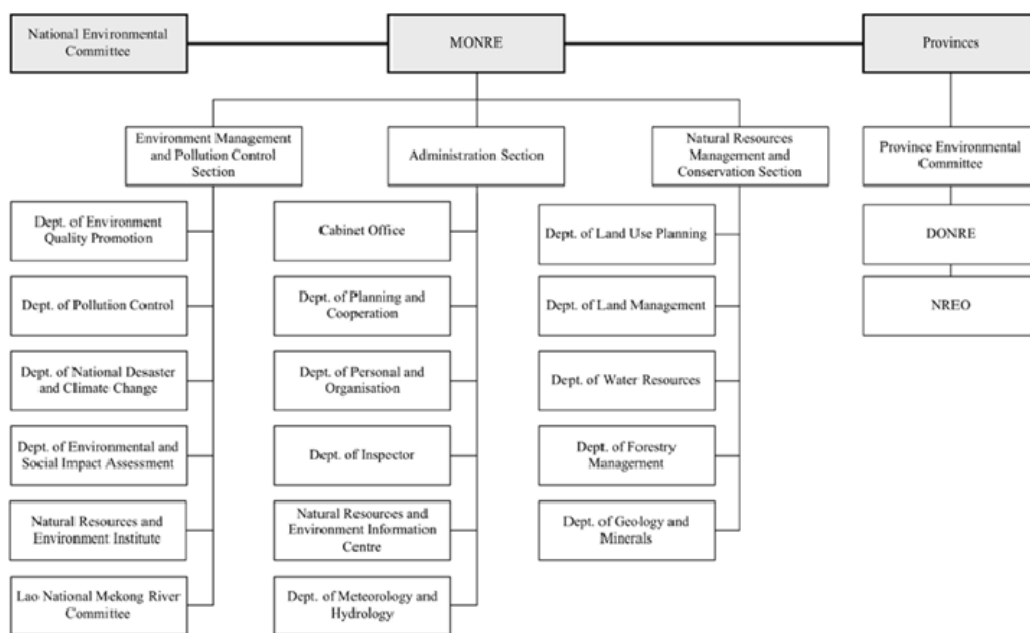 National Environmental
Committee
MONRE
Provinces
Environment Management
and Pollution Control
Section
Administration Section
Natural Resources
Management and
Conservation Section
Province Environmental
Committee
Dept. of Environment
Quality Promotion
Cabinet Office
Dept. of Land Use Planning
DONRE
Dept. of Pollution Control
Dept. of Planning and
Cooperation
Dept. of Land Management
NREO
Dept. of National Desaster
and Climate Change
Dept. of Personal and
Organisation
Dept. of Water Resources
Dept. of Environmental and
Social Impact Assessment
Dept. of Inspector
Dept. of Forestry
Management
Natural Resources and
Environment Institute
Natural Resources and
Environment Information
Centre
Dept. of Geology and
Minerals
Lao National Mekong River
Committee
Dept. of Meteorology and
Hydrology